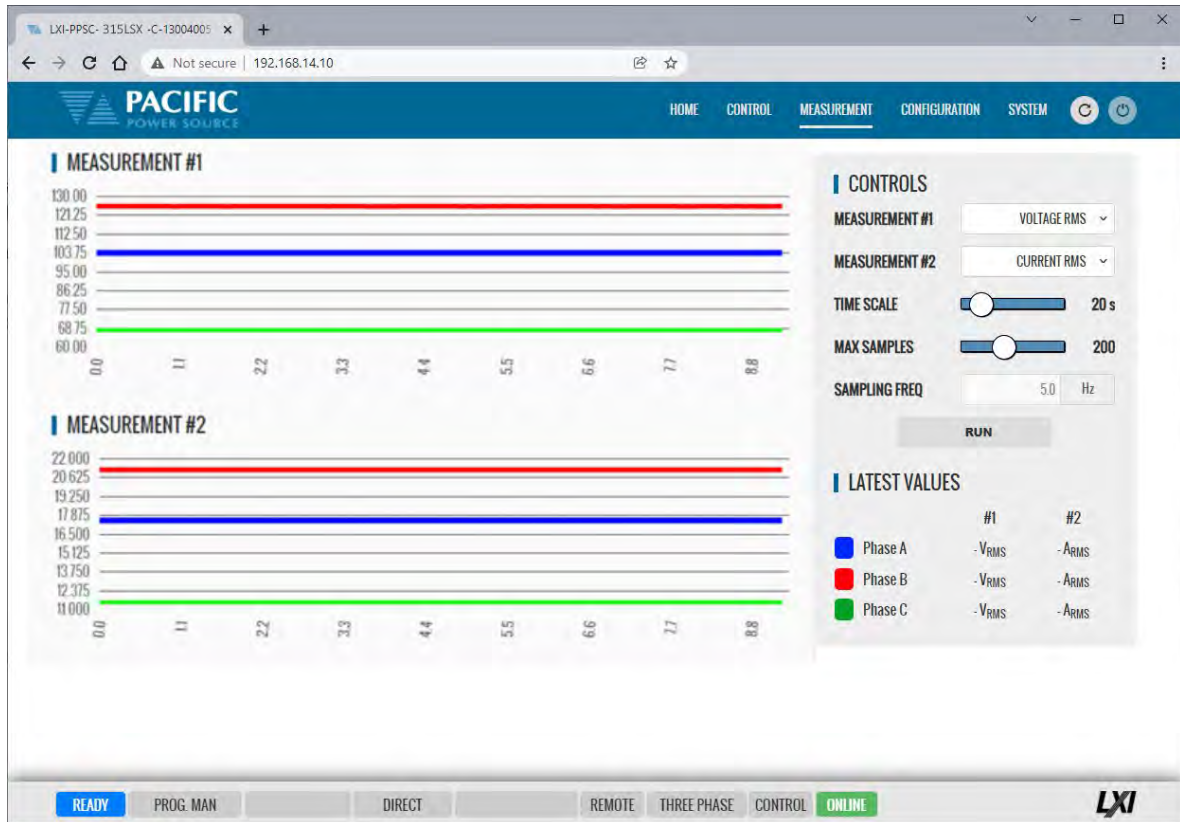 LXI-PPSC- 315LSX -C-13004005
Not secure | 192.168.14.10
PACIFIC
POWER SOURCE
HOME CONTROL MEASUREMENT CONFIGURATION SYSTEM
MEASUREMENT #1
130.00
121.25
112.50
103.75
95.00
86.25
77.50
68.75
60.00
0.0 1.1 2.2 3.3 4.4 5.5 6.6 7.7 8.8
MEASUREMENT #2
22.000
20.625
19.250
17.875
16.500
15.125
13.750
12.375
11.000
0.0 1.1 2.2 3.3 4.4 5.5 6.6 7.7 8.8
CONTROLS
MEASUREMENT #1 VOLTAGE RMS
MEASUREMENT #2 CURRENT RMS
TIME SCALE 20 s
MAX SAMPLES 200
SAMPLING FREQ 5.0 Hz
RUN
LATEST VALUES
#1 #2
Phase A - VRMS - ARMS
Phase B - VRMS - ARMS
Phase C - VRMS - ARMS
READY PROG. MAN DIRECT REMOTE THREE PHASE CONTROL ONLINE LXI